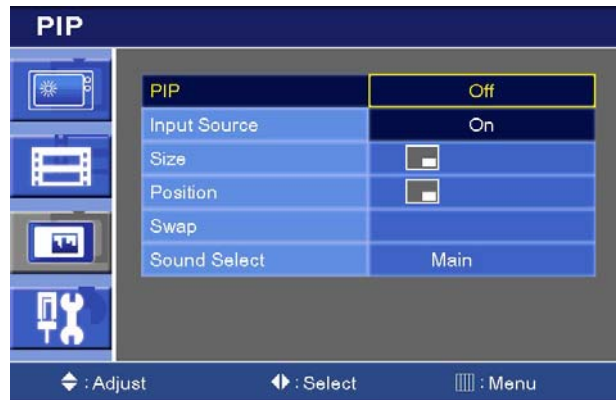 PIP
PIP Off
Input Source On
Size
Position
Swap
Sound Select Main
: Adjust : Select : Menu